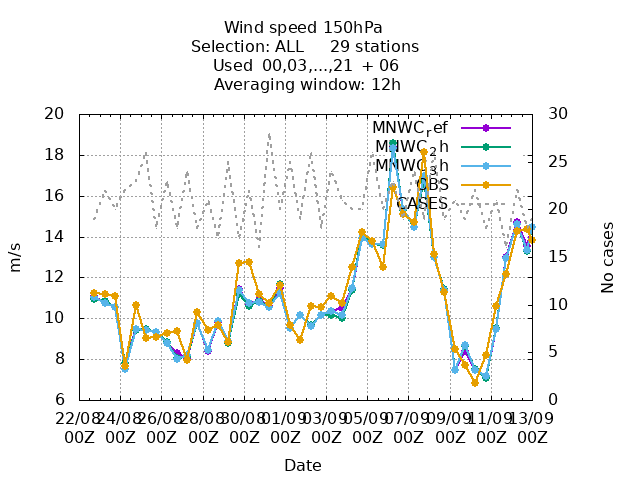 Wind speed 150hPa
Selection: ALL 29 stations
Used 00,03,...,21 + 06
Averaging window: 12h
20
18
16
14
12
10
8
6
m/s
30
25
20
15
10
5
0
No cases
MNWCref
MNWC2h
MNWC3h
OBS
CASES
22/08 00Z
24/08 00Z
26/08 00Z
28/08 00Z
30/08 00Z
01/09 00Z
03/09 00Z
05/09 00Z
07/09 00Z
09/09 00Z
11/09 00Z
13/09 00Z
Date